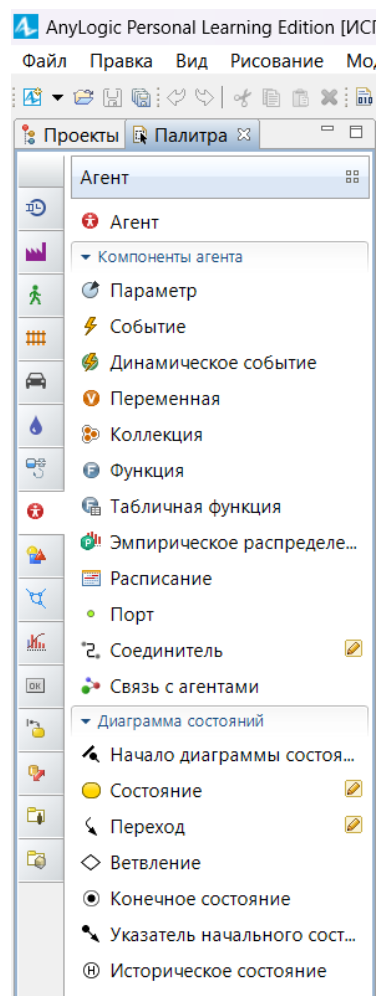 AnyLogic Personal Learning Edition [ИСП
Файл Правка Вид Рисование Мо
Проекты Палитра
Агент
Агент
Компоненты агента
Параметр
Событие
Динамическое событие
Переменная
Коллекция
Функция
Табличная функция
Эмпирическое распределе...
Расписание
Порт
Соединитель
Связь с агентами
Диаграмма состояний
Начало диаграммы состоя...
Состояние
Переход
Ветвление
Конечное состояние
Указатель начального сост...
Историческое состояние